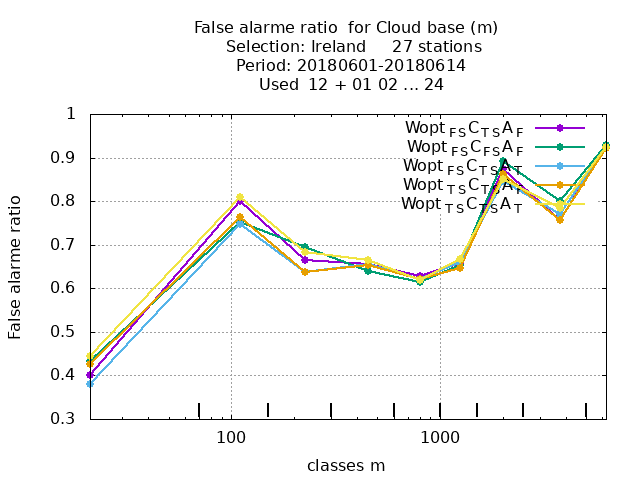 False alarme ratio for Cloud base (m)
Selection: Ireland 27 stations
Period: 20180601-20180614
Used 12 + 01 02 ... 24
1
0.9
0.8
0.7
0.6
0.5
0.4
0.3
False alarme ratio
Wopt FS C TS A F
Wopt FS C FS A F
Wopt FS C TS A T
Wopt TS C TS A F
Wopt TS C TS A T
100
1000
classes m